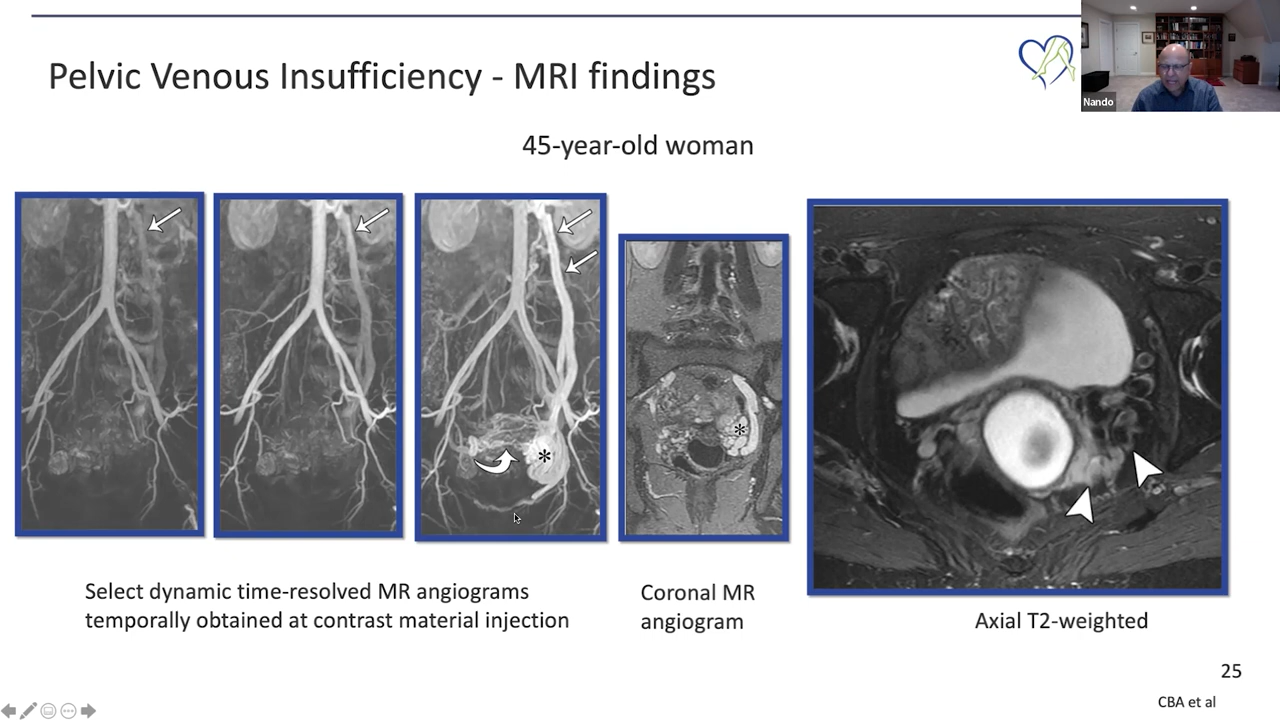 Pelvic Venous Insufficiency - MRI findings
Nando
45-year-old woman
*
*
Select dynamic time-resolved MR angiograms
temporally obtained at contrast material injection
Coronal MR
angiogram
Axial T2-weighted
25
CBA et al